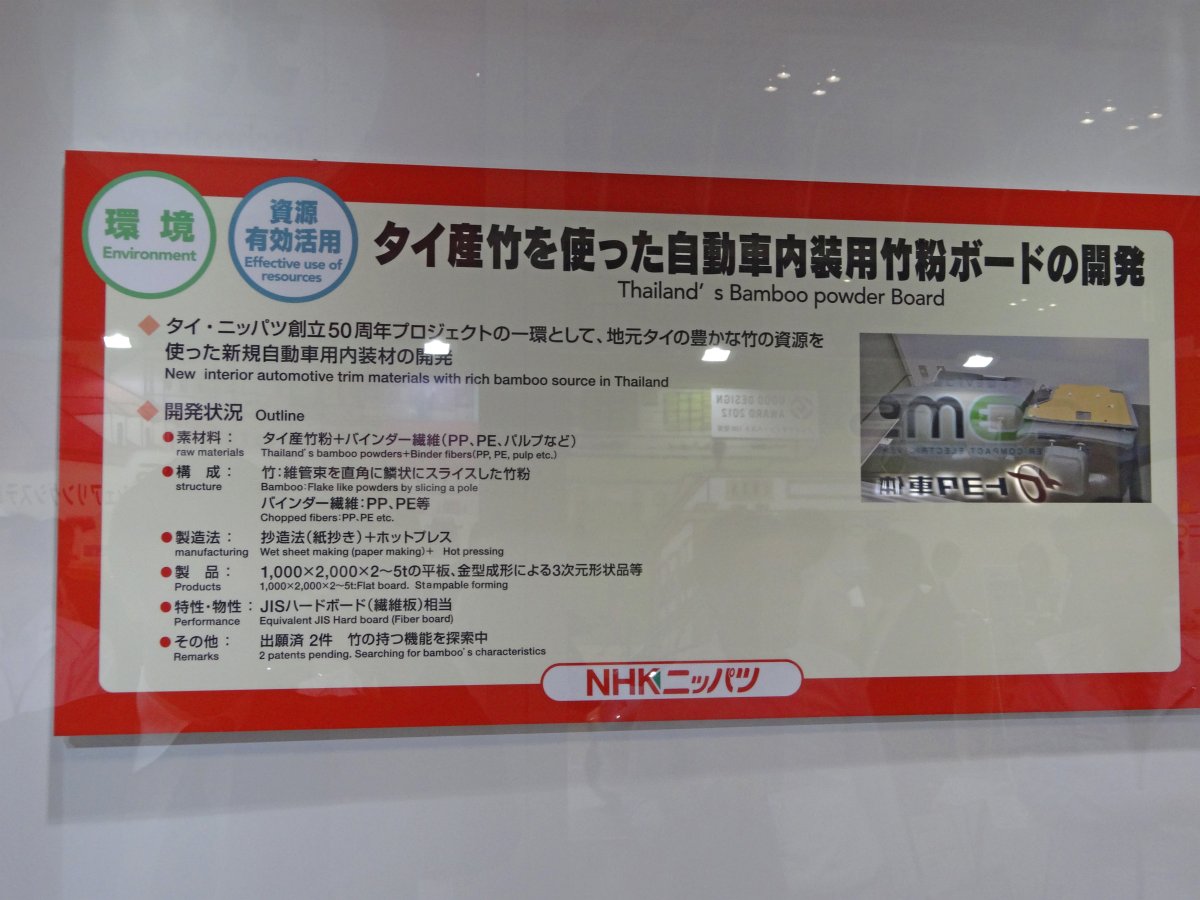 環境
Environment
資源
有効活用
Effective use of
resources
タイ産竹を使った自動車内装用竹粉ボードの開発
Thailand's Bamboo powder Board
タイ・ニッパツ創立50周年プロジェクトの一環として、地元タイの豊かな竹の資源を
使った新規自動車用内装材の開発
New interior automotive trim materials with rich bamboo source in Thailand
開発状況 Outline
素材料： タイ産竹粉＋バインダー繊維（PP、PE、パルプなど）
raw materials Thailand's bamboo powders+Binder fibers(PP, PE, pulp etc.)
構成： 竹：維管束を直角に鱗状にスライスした竹粉
structure Bamboo:Flake like powders by slicing a pole
バインダー繊維：PP、PE等
Chopped fibers:PP、PE etc.
製造法： 抄造法（紙抄き）＋ホットプレス
manufacturing Wet sheet making (paper making)＋ Hot pressing
製品： 1,000×2,000×2〜5tの平板、金型成形による3次元形状品等
Products 1,000×2,000×2〜5t:Flat board. Stampable forming
特性・物性： JISハードボード（繊維板）相当
Performance Equivalent JIS Hard board (Fiber board)
その他： 出願済 2件 竹の持つ機能を探索中
Remarks 2 patents pending. Searching for bamboo's characteristics
NHKニッパツ
GOOD DESIGN
AWARD 2012